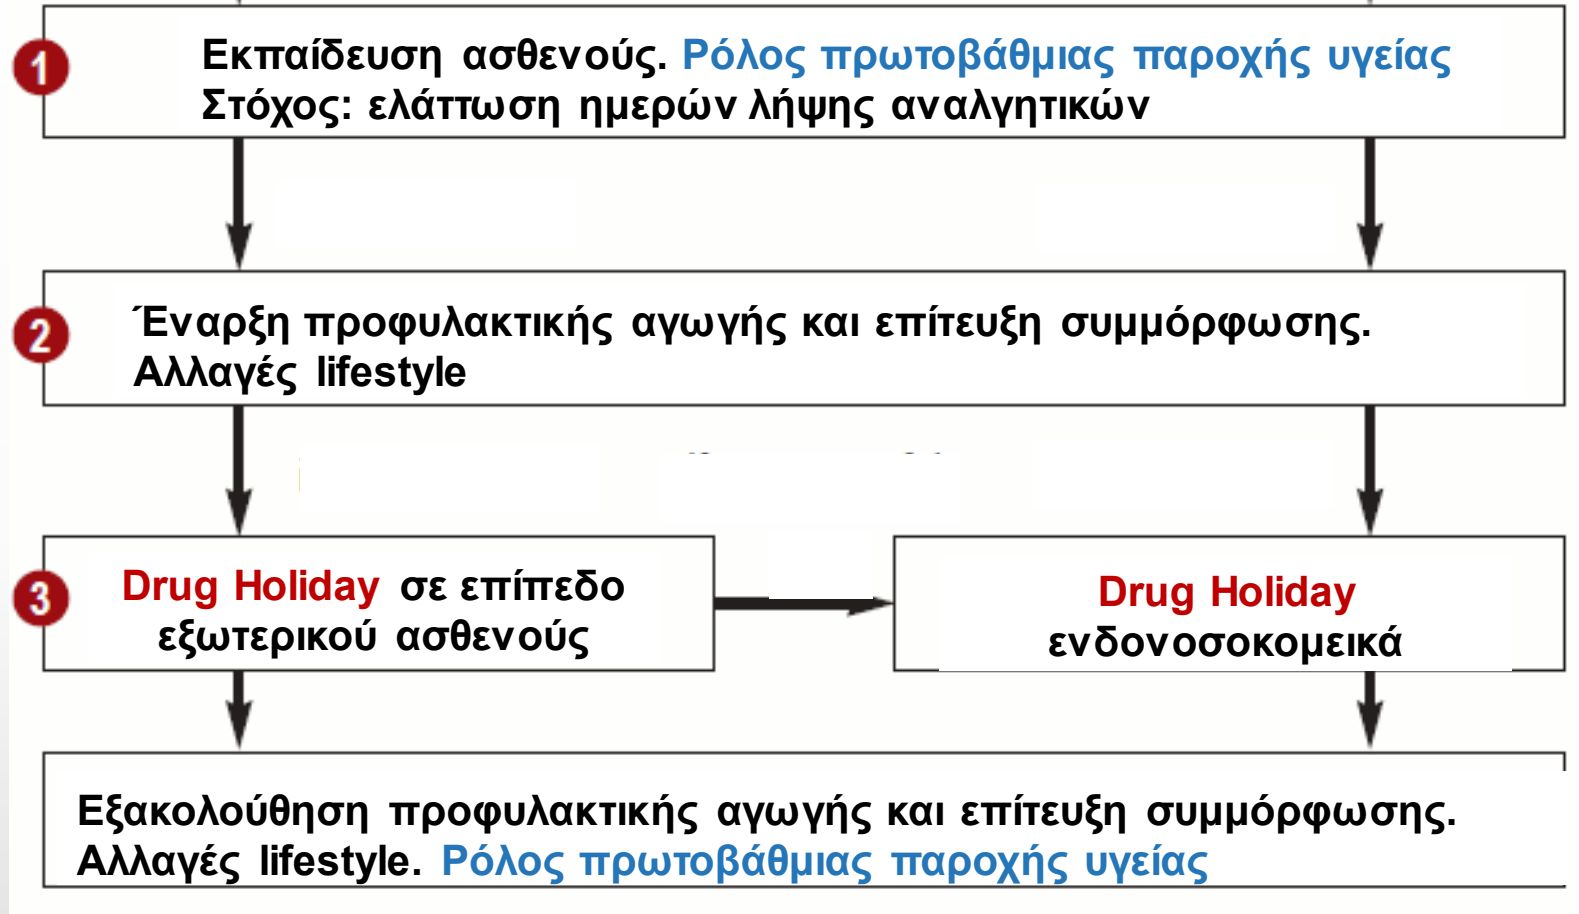 1
Εκπαίδευση ασθενούς. Ρόλος πρωτοβάθμιας παροχής υγείας
Στόχος: ελάττωση ημερών λήψης αναλγητικών
2
Έναρξη προφυλακτικής αγωγής και επίτευξη συμμόρφωσης.
Αλλαγές lifestyle
3
Drug Holiday σε επίπεδο
εξωτερικού ασθενούς
Drug Holiday
ενδονοσοκομεικά
Εξακολούθηση προφυλακτικής αγωγής και επίτευξη συμμόρφωσης.
Αλλαγές lifestyle. Ρόλος πρωτοβάθμιας παροχής υγείας